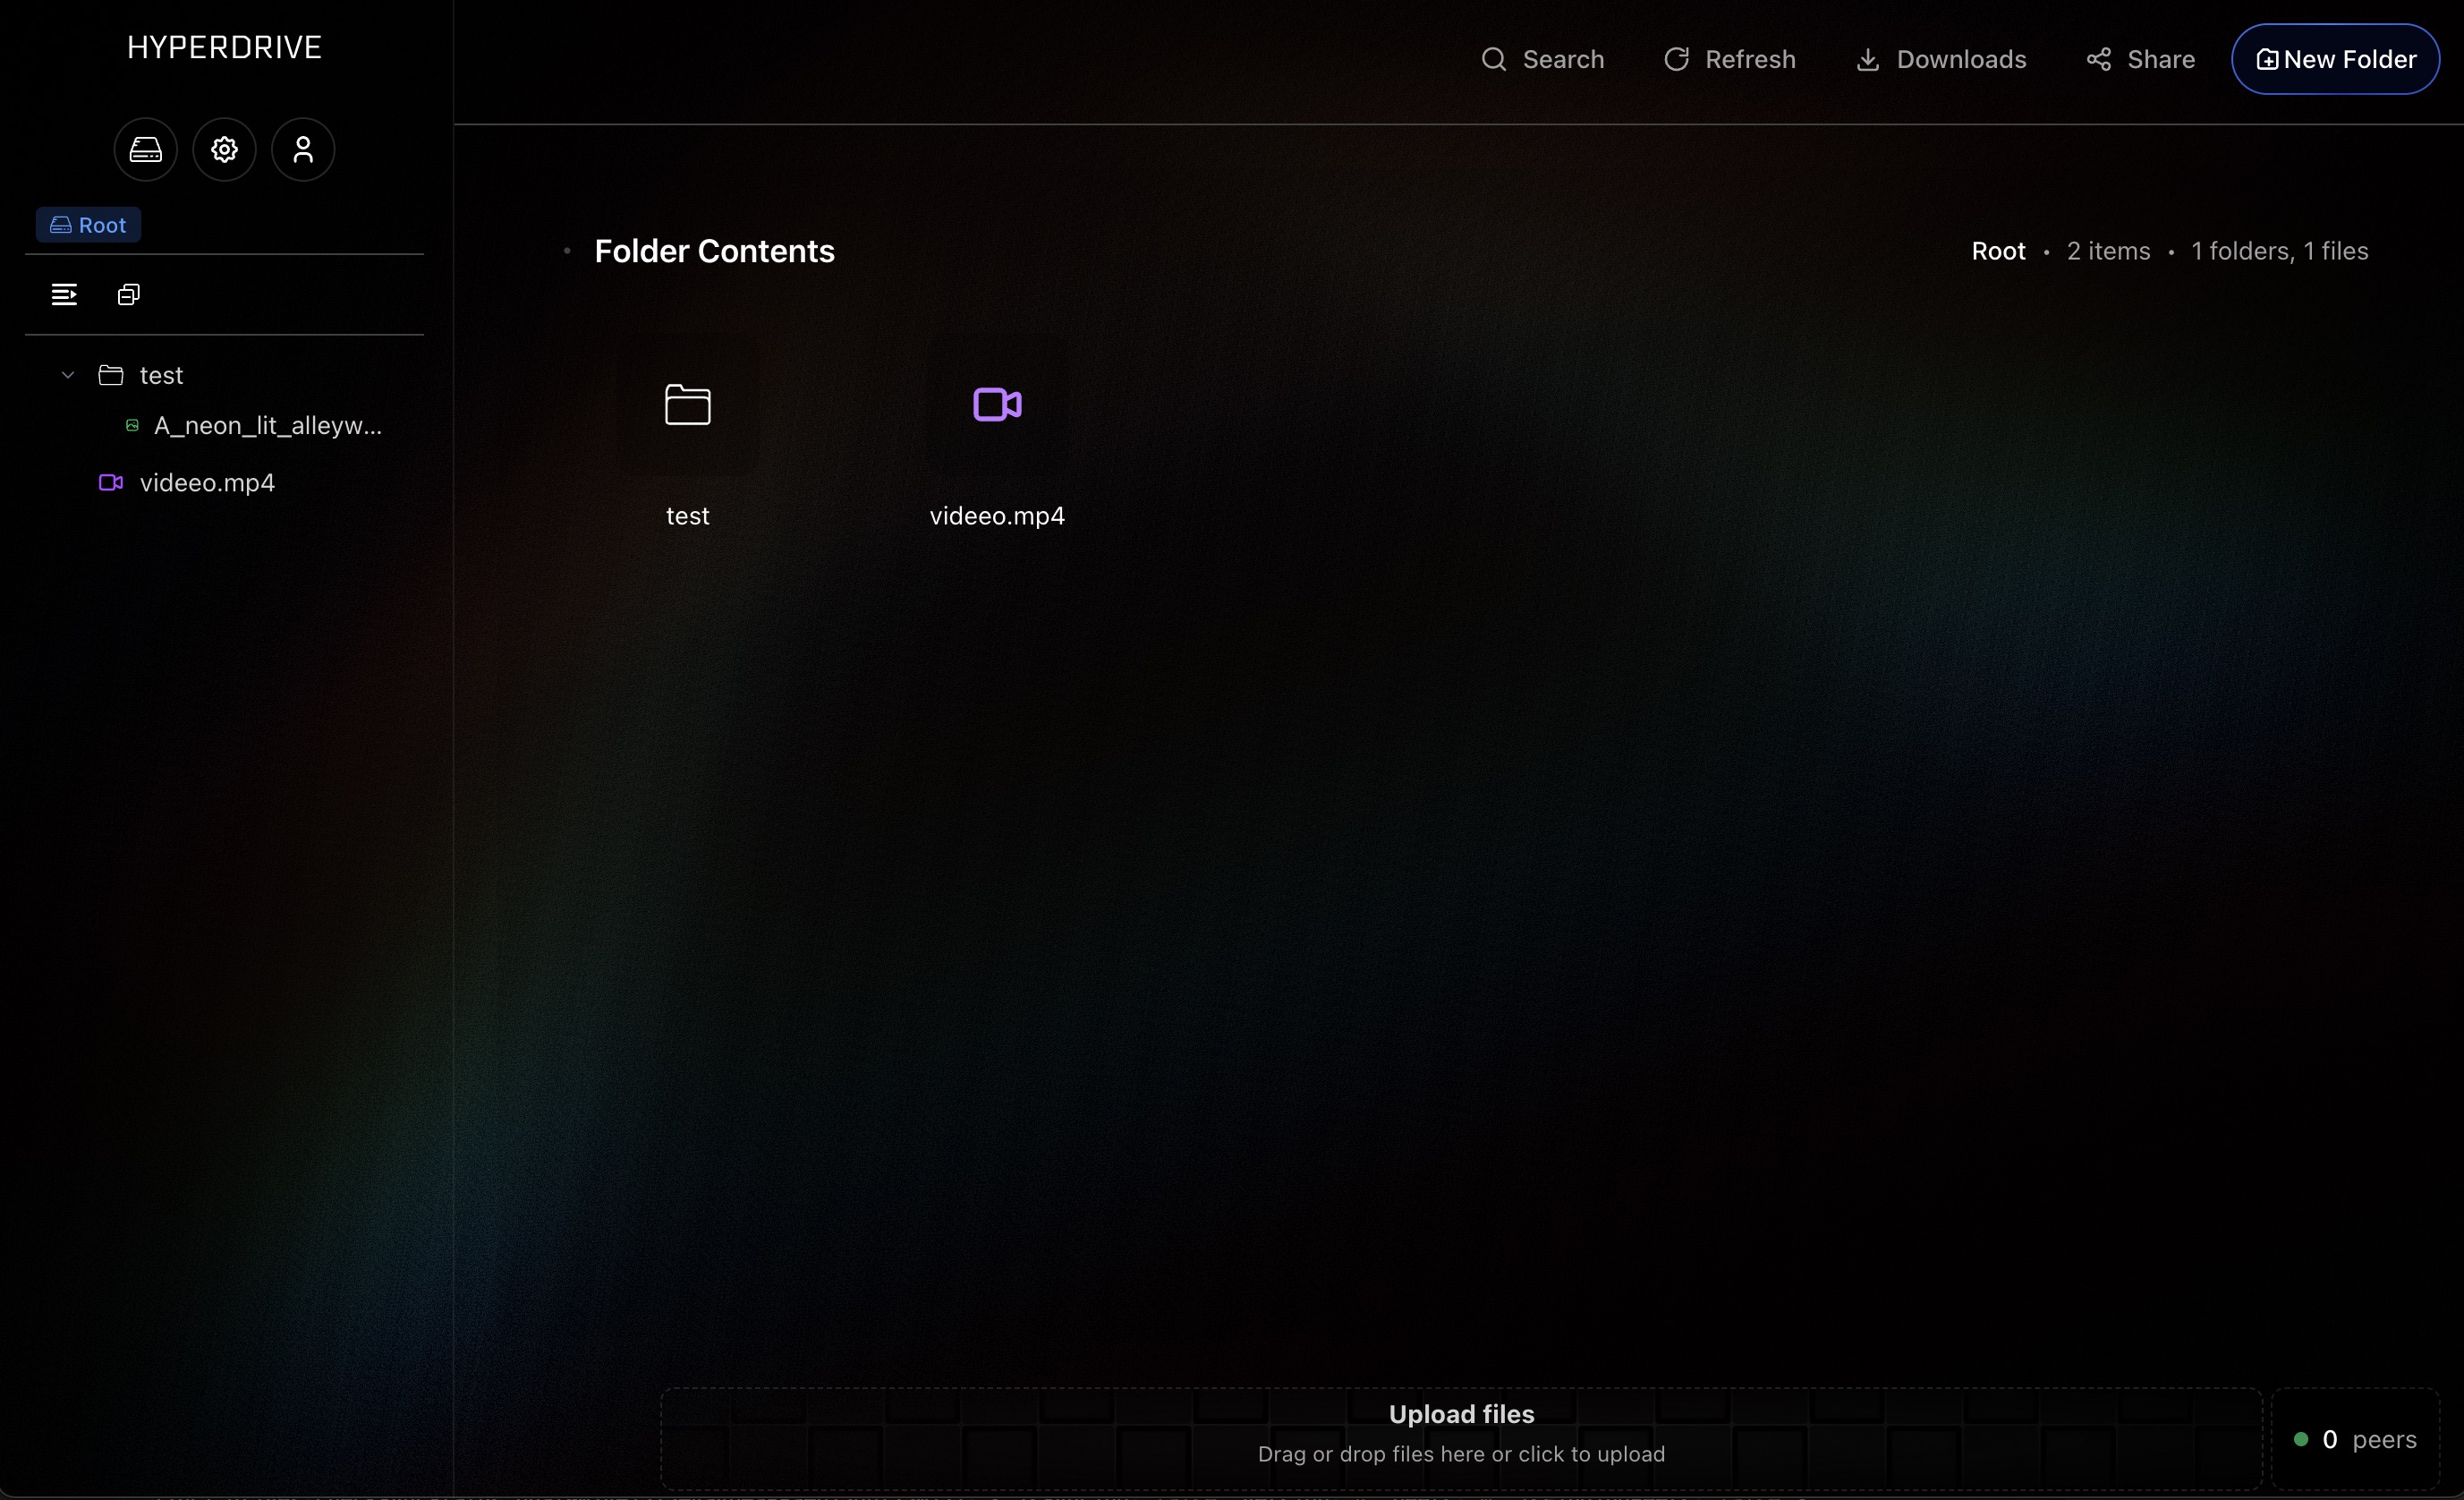 HYPERDRIVE
Search
Refresh
Downloads
Share
New Folder
Root
Folder Contents
Root • 2 items • 1 folders, 1 files
test
A_neon_lit_alleyw...
videeo.mp4
test
videeo.mp4
Upload files
Drag or drop files here or click to upload
0 peers